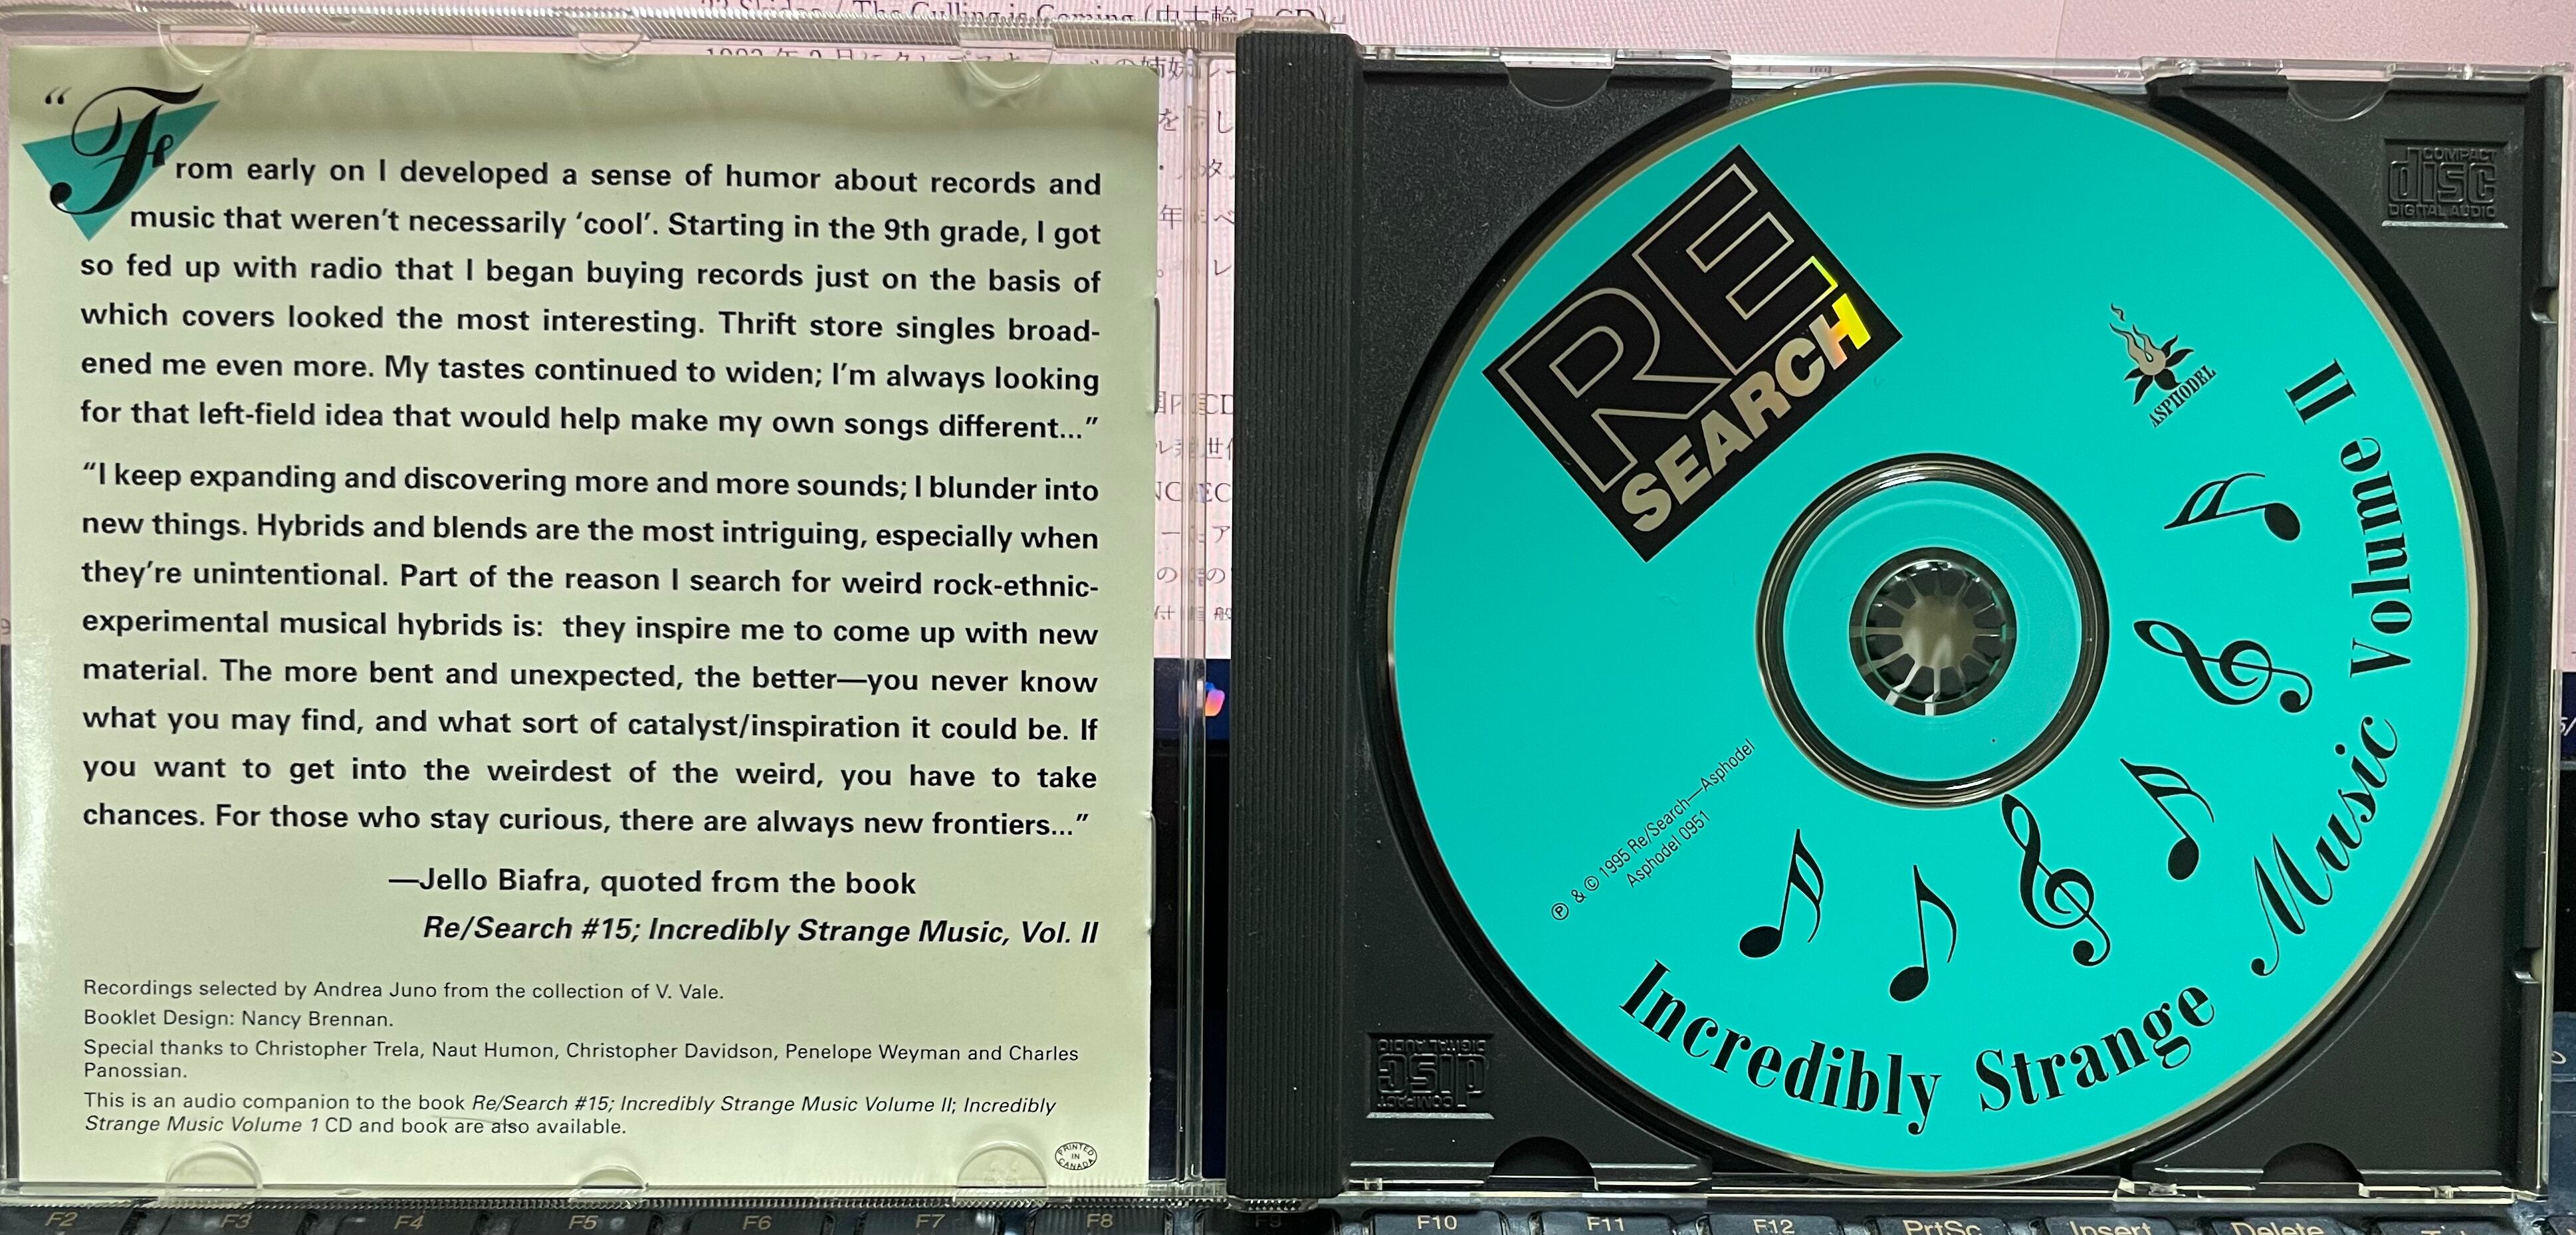 23 Skidoo / The Culling is Coming
“From early on I developed a sense of humor about records and
music that weren’t necessarily ‘cool’. Starting in the 9th grade, I got
so fed up with radio that I began buying records just on the basis of
which covers looked the most interesting. Thrift store singles broad-
ened me even more. My tastes continued to widen; I’m always looking
for that left-field idea that would help make my own songs different...”
“I keep expanding and discovering more and more sounds; I blunder into
new things. Hybrids and blends are the most intriguing, especially when
they’re unintentional. Part of the reason I search for weird rock-ethnic-
experimental musical hybrids is: they inspire me to come up with new
material. The more bent and unexpected, the better—you never know
what you may find, and what sort of catalyst/inspiration it could be. If
you want to get into the weirdest of the weird, you have to take
chances. For those who stay curious, there are always new frontiers...”
—Jello Biafra, quoted from the book
Re/Search #15; Incredibly Strange Music, Vol. II
Recordings selected by Andrea Juno from the collection of V. Vale.
Booklet Design: Nancy Brennan.
Special thanks to Christopher Trela, Naut Humon, Christopher Davidson, Penelope Weyman and Charles
Panossian.
This is an audio companion to the book Re/Search #15; Incredibly Strange Music Volume II; Incredibly
Strange Music Volume 1 CD and book are also available.
PRINTED
IN
CANADA
RE
SEARCH
ASPHODEL
Incredibly Strange Music Volume II
℗ & © 1995 Re/Search—Asphodel
Asphodel 0951
COMPACT
disc
DIGITAL AUDIO
COMPACT
disc
DIGITAL AUDIO
F2 F3 F4 F5 F6 F7 F8 F9 F10 F11 F12 PrtSc Insert Delete